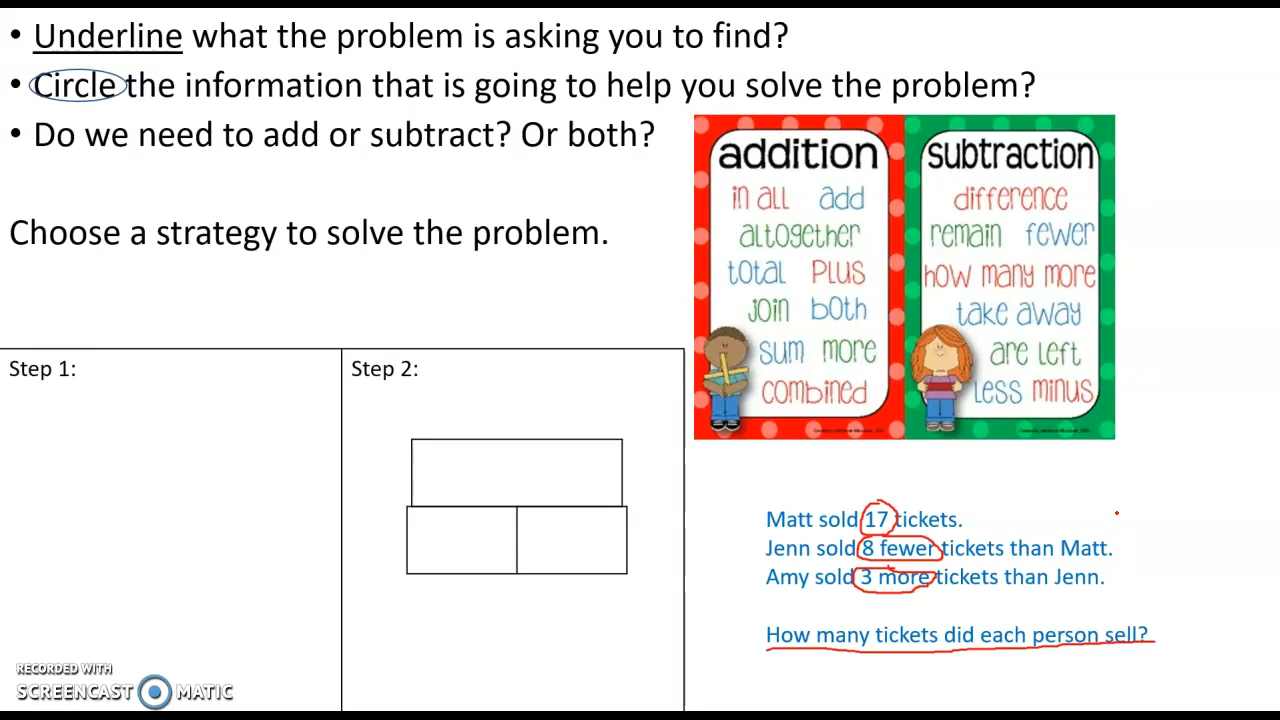 • Underline what the problem is asking you to find?
• Circle the information that is going to help you solve the problem?
• Do we need to add or subtract? Or both?
Choose a strategy to solve the problem.
addition
in all add
altogether
total plus
join both
sum more
combined
subtraction
difference
remain fewer
how many more
take away
are left
less minus
Step 1:
Step 2:
Matt sold 17 tickets.
Jenn sold 8 fewer tickets than Matt.
Amy sold 3 more tickets than Jenn.
How many tickets did each person sell?
RECORDED WITH
SCREENCAST MATIC